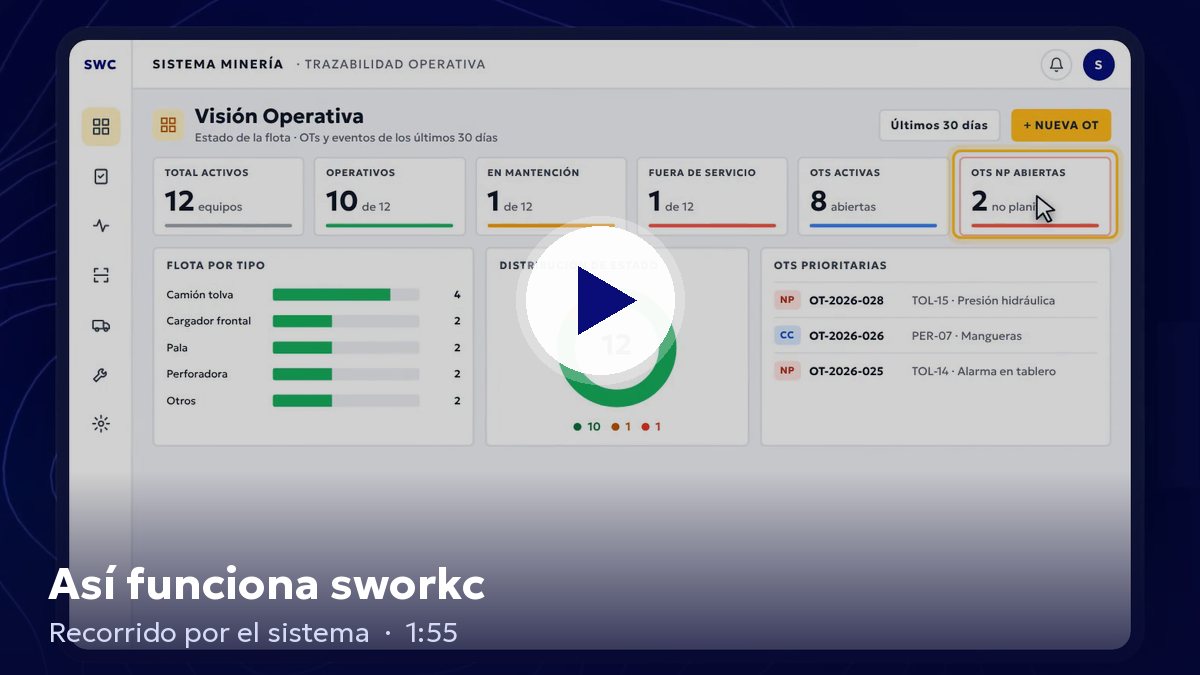 SWC
SISTEMA MINERÍA · TRAZABILIDAD OPERATIVA
S
Visión Operativa
Estado de la flota · OTs y eventos de los últimos 30 días
Últimos 30 días
+ NUEVA OT
TOTAL ACTIVOS
12 equipos
OPERATIVOS
10 de 12
EN MANTENCIÓN
1 de 12
FUERA DE SERVICIO
1 de 12
OTS ACTIVAS
8 abiertas
OTS NP ABIERTAS
2 no plani
FLOTA POR TIPO
Camión tolva 4
Cargador frontal 2
Pala 2
Perforadora 2
Otros 2
DISTRIBUCIÓN DE ESTADO
12
10 1 1
OTS PRIORITARIAS
NP OT-2026-028 TOL-15 · Presión hidráulica
CC OT-2026-026 PER-07 · Mangueras
NP OT-2026-025 TOL-14 · Alarma en tablero
Así funciona sworkc
Recorrido por el sistema · 1:55